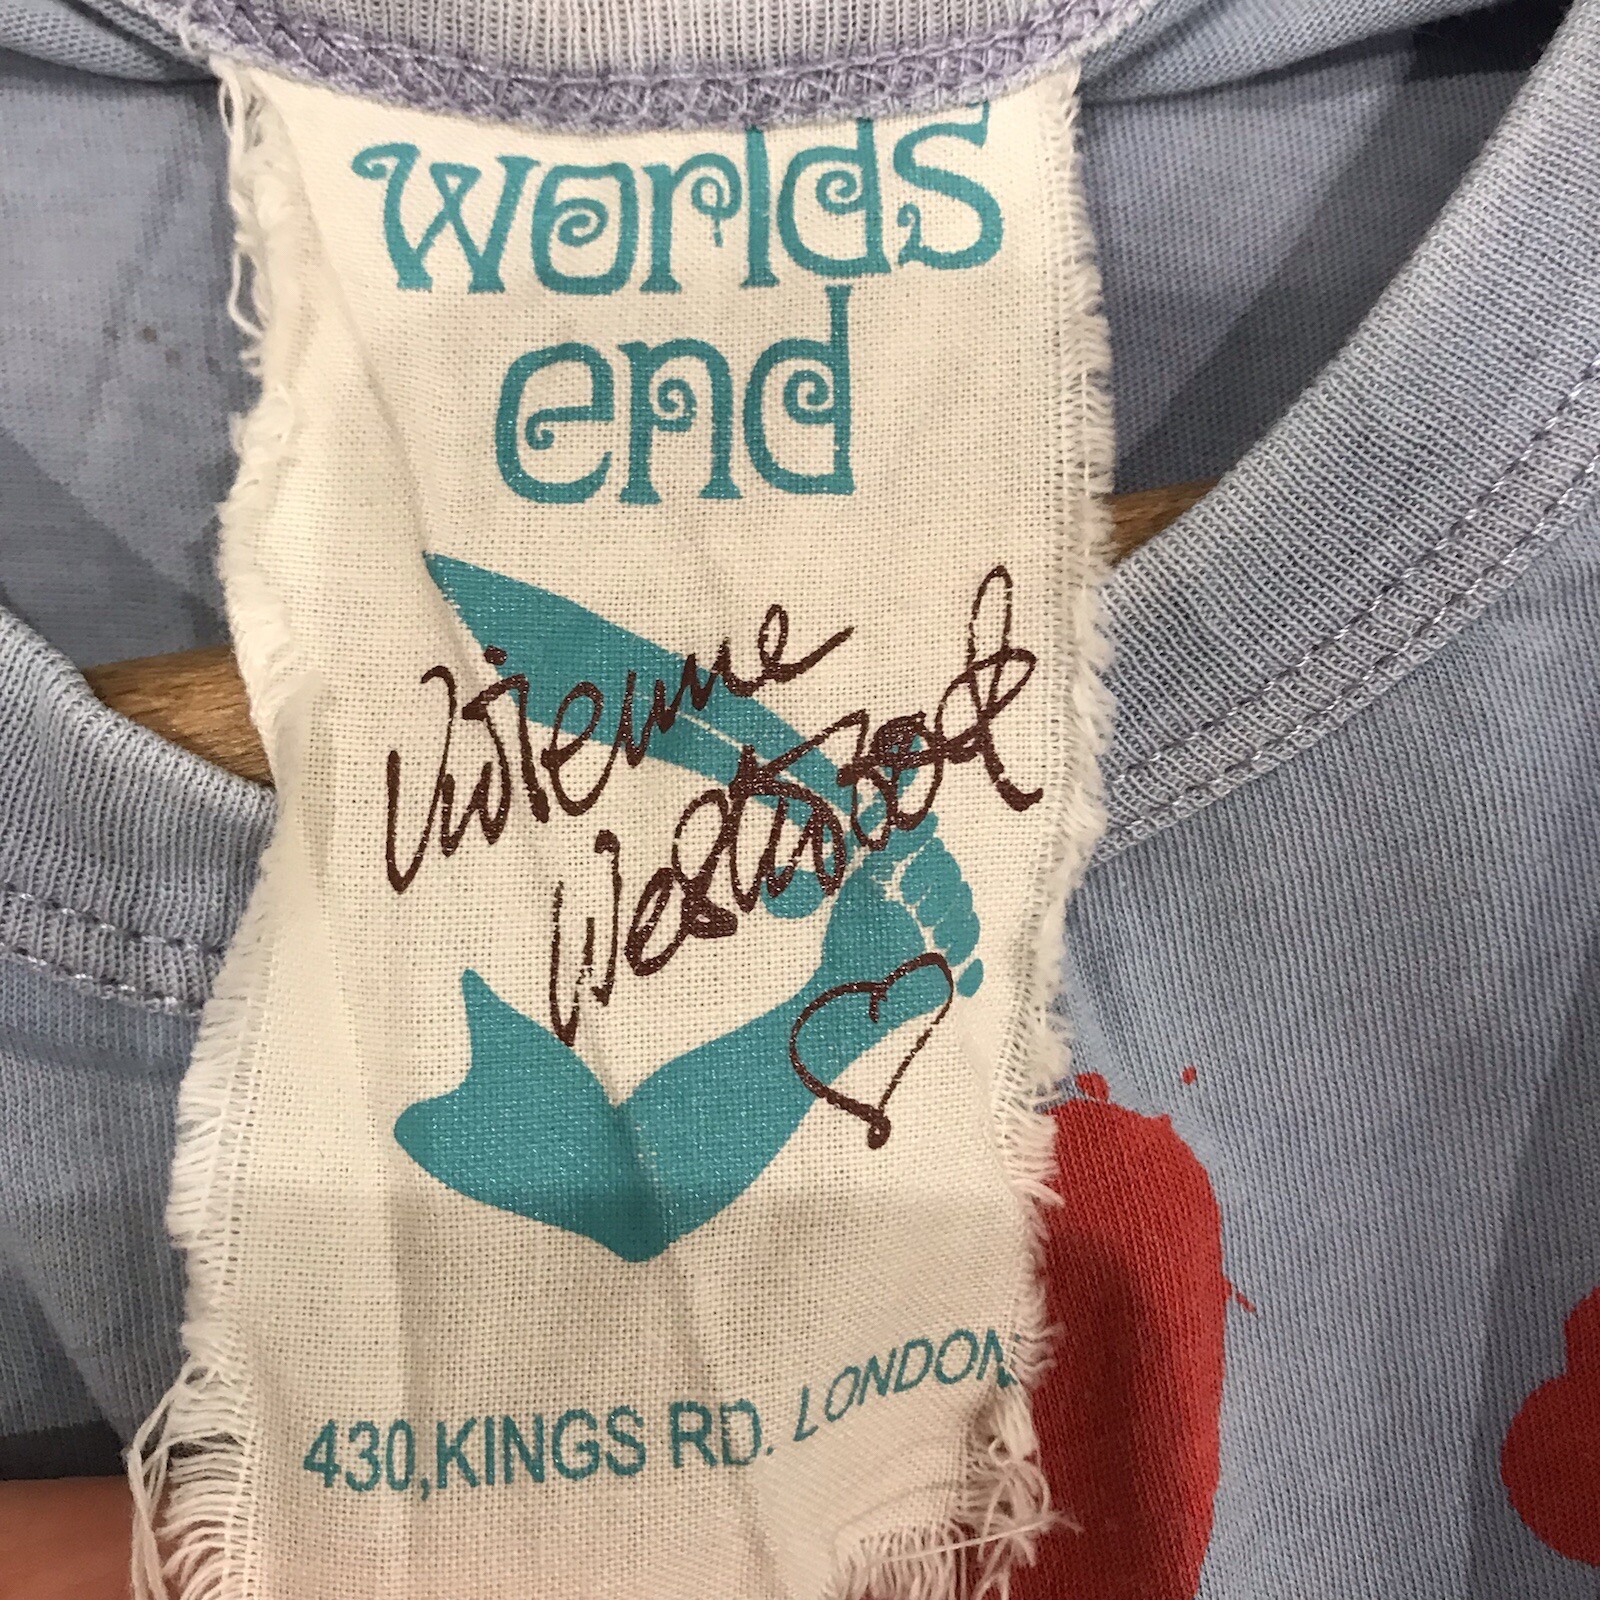 worlds
end
Vivienne
Westwood
430,KINGS RD. LONDON